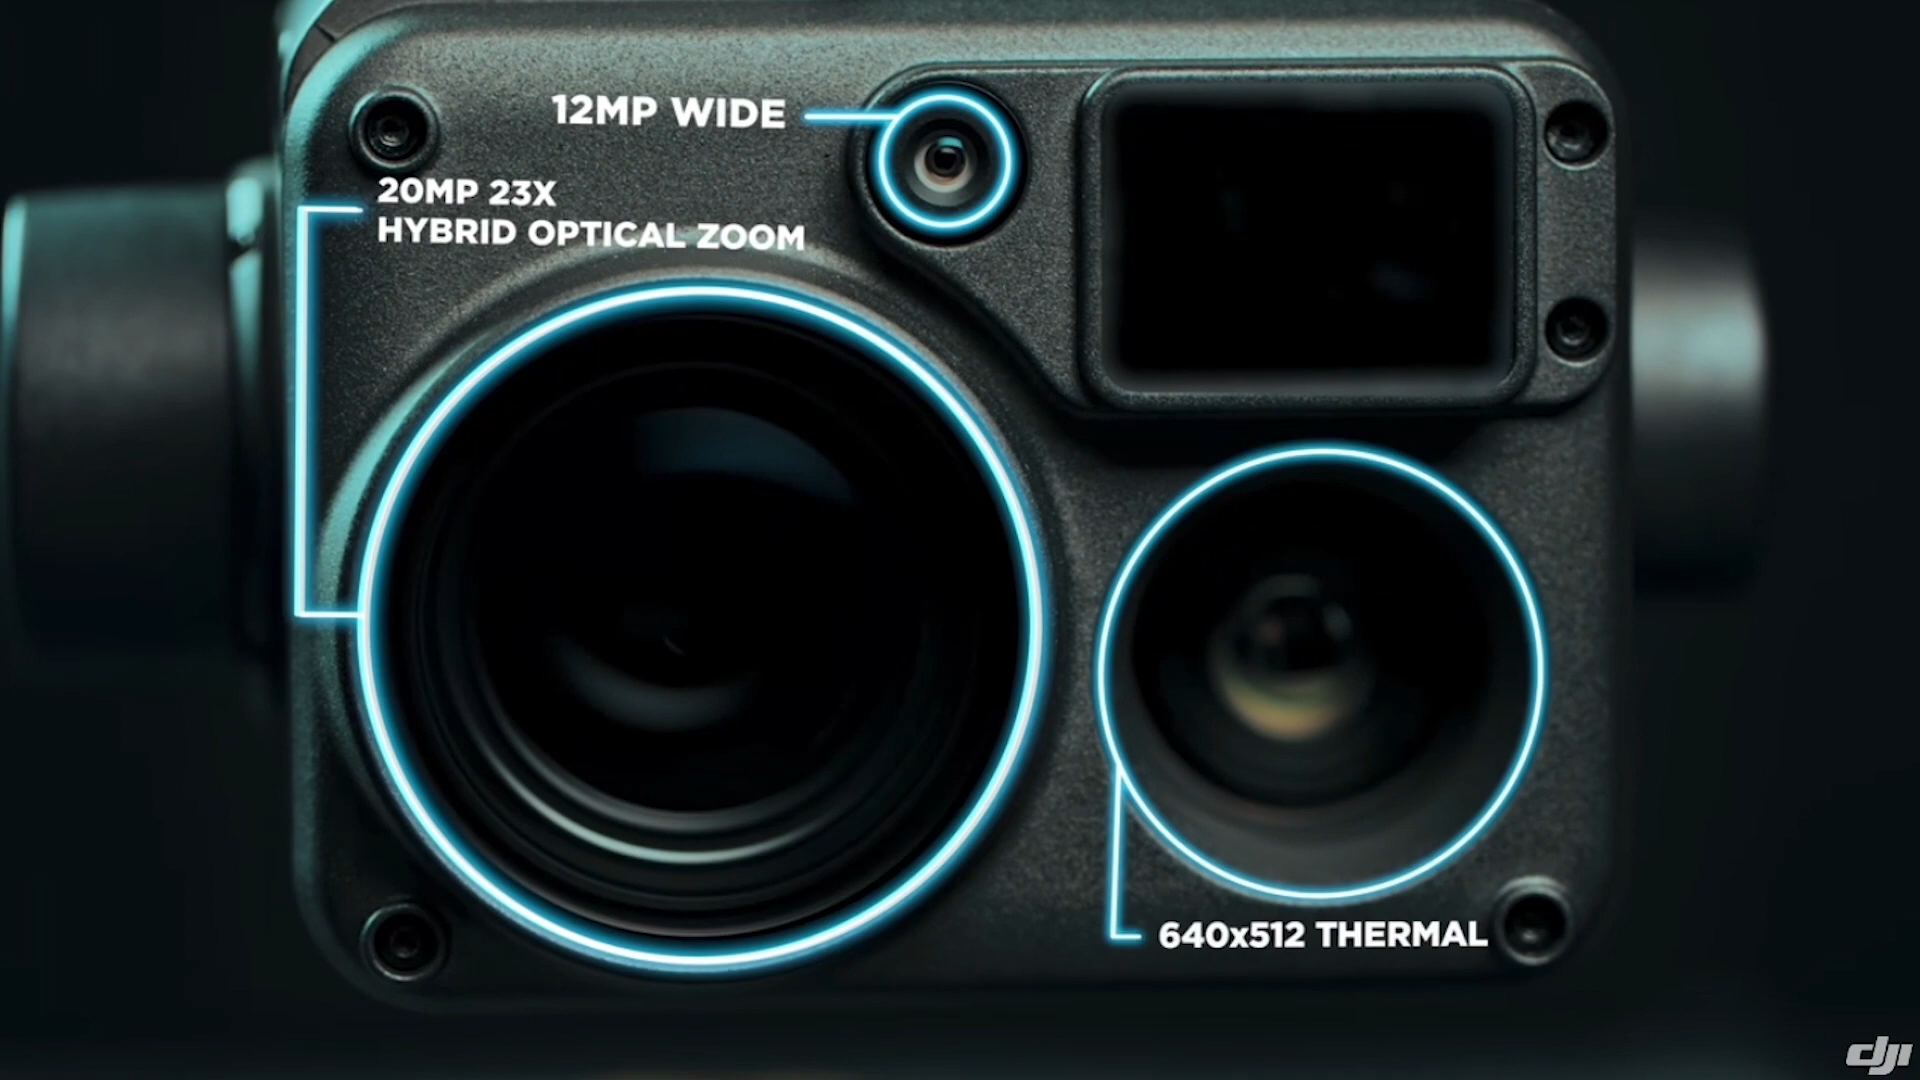 12MP WIDE
20MP 23X
HYBRID OPTICAL ZOOM
640x512 THERMAL
dji